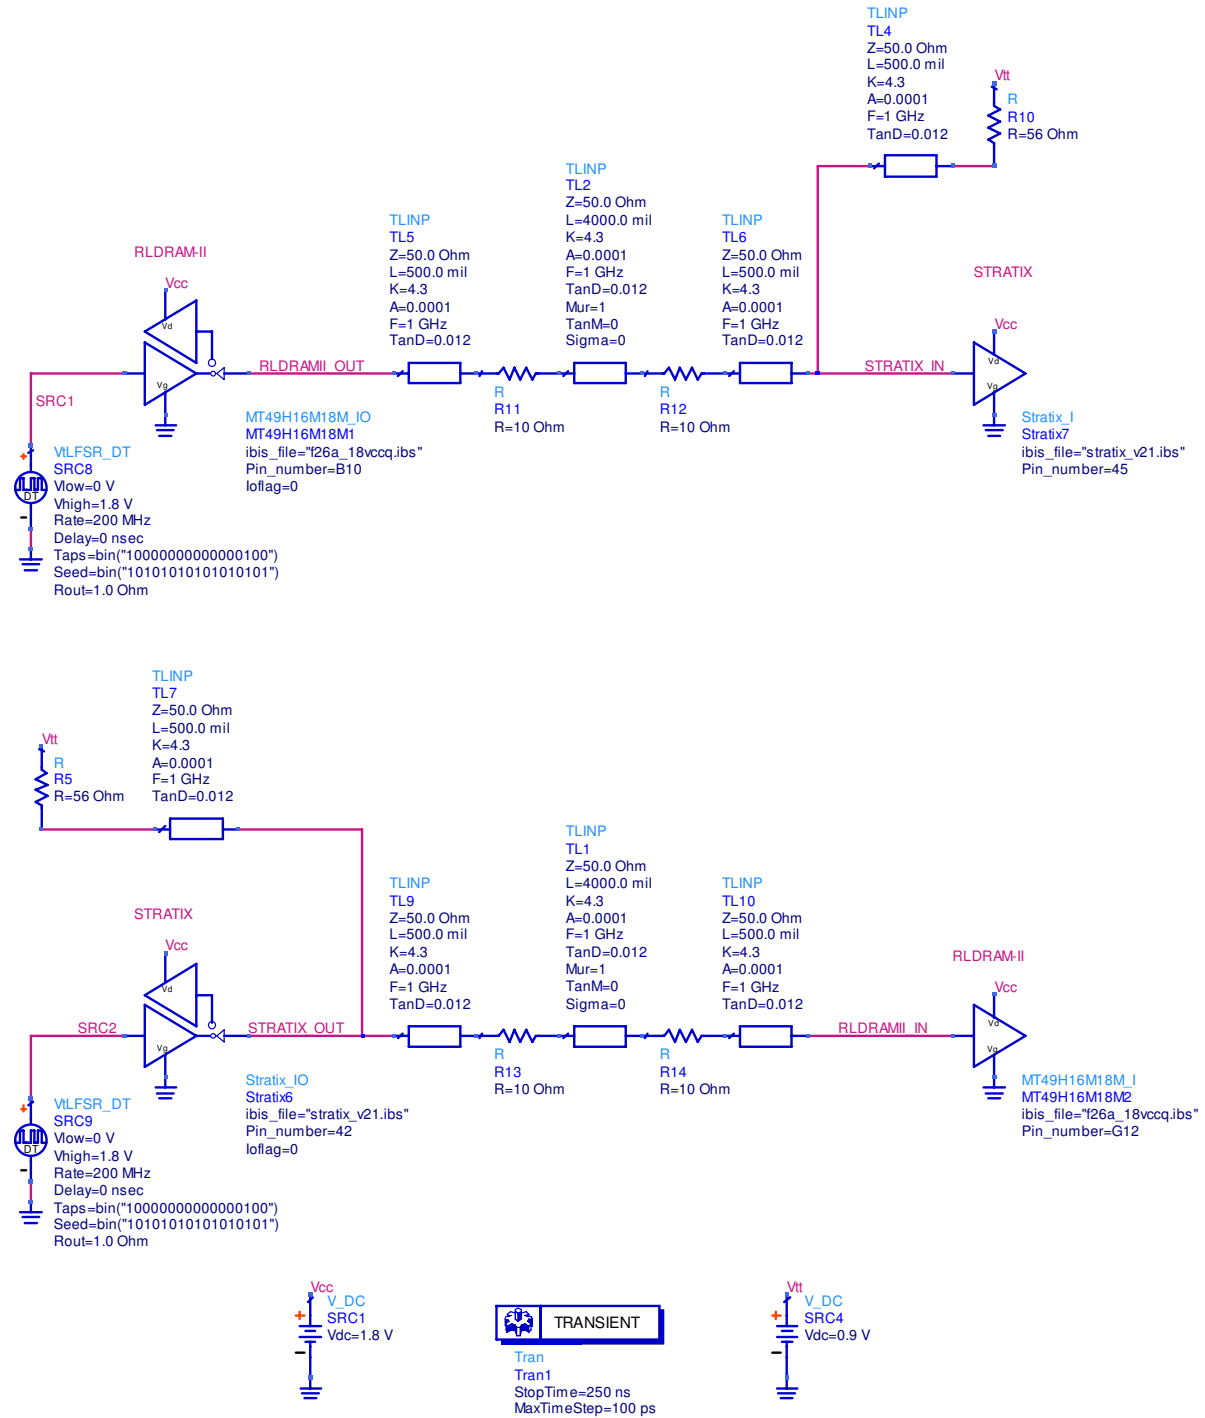 TLINP
TL4
Z=50.0 Ohm
L=500.0 mil
K=4.3
A=0.0001
F=1 GHz
TanD=0.012
Vtt
R
R10
R=56 Ohm
TLINP
TL2
Z=50.0 Ohm
L=4000.0 mil
K=4.3
A=0.0001
F=1 GHz
TanD=0.012
Mur=1
TanM=0
Sigma=0
TLINP
TL5
Z=50.0 Ohm
L=500.0 mil
K=4.3
A=0.0001
F=1 GHz
TanD=0.012
TLINP
TL6
Z=50.0 Ohm
L=500.0 mil
K=4.3
A=0.0001
F=1 GHz
TanD=0.012
RLDRAM-II
Vcc
Vd
Vg
RLDRAMII_OUT
STRATIX
Vcc
Vd
Vg
STRATIX_IN
SRC1
R
R11
R=10 Ohm
R
R12
R=10 Ohm
MT49H16M18M_IO
MT49H16M18M1
ibis_file="f26a_18vccq.ibs"
Pin_number=B10
Ioflag=0
Stratix_I
Stratix7
ibis_file="stratix_v21.ibs"
Pin_number=45
DT
VtLFSR_DT
SRC8
Vlow=0 V
Vhigh=1.8 V
Rate=200 MHz
Delay=0 nsec
Taps=bin("10000000000000100")
Seed=bin("10101010101010101")
Rout=1.0 Ohm
TLINP
TL7
Z=50.0 Ohm
L=500.0 mil
K=4.3
A=0.0001
F=1 GHz
TanD=0.012
Vtt
R
R5
R=56 Ohm
TLINP
TL1
Z=50.0 Ohm
L=4000.0 mil
K=4.3
A=0.0001
F=1 GHz
TanD=0.012
Mur=1
TanM=0
Sigma=0
TLINP
TL9
Z=50.0 Ohm
L=500.0 mil
K=4.3
A=0.0001
F=1 GHz
TanD=0.012
TLINP
TL10
Z=50.0 Ohm
L=500.0 mil
K=4.3
A=0.0001
F=1 GHz
TanD=0.012
STRATIX
Vcc
Vd
Vg
SRC2
STRATIX_OUT
RLDRAM-II
Vcc
Vd
Vg
RLDRAMII_IN
R
R13
R=10 Ohm
R
R14
R=10 Ohm
Stratix_IO
Stratix6
ibis_file="stratix_v21.ibs"
Pin_number=42
Ioflag=0
MT49H16M18M_I
MT49H16M18M2
ibis_file="f26a_18vccq.ibs"
Pin_number=G12
DT
VtLFSR_DT
SRC9
Vlow=0 V
Vhigh=1.8 V
Rate=200 MHz
Delay=0 nsec
Taps=bin("10000000000000100")
Seed=bin("10101010101010101")
Rout=1.0 Ohm
Vcc
V_DC
SRC1
Vdc=1.8 V
TRANSIENT
Tran
Tran1
StopTime=250 ns
MaxTimeStep=100 ps
Vtt
V_DC
SRC4
Vdc=0.9 V